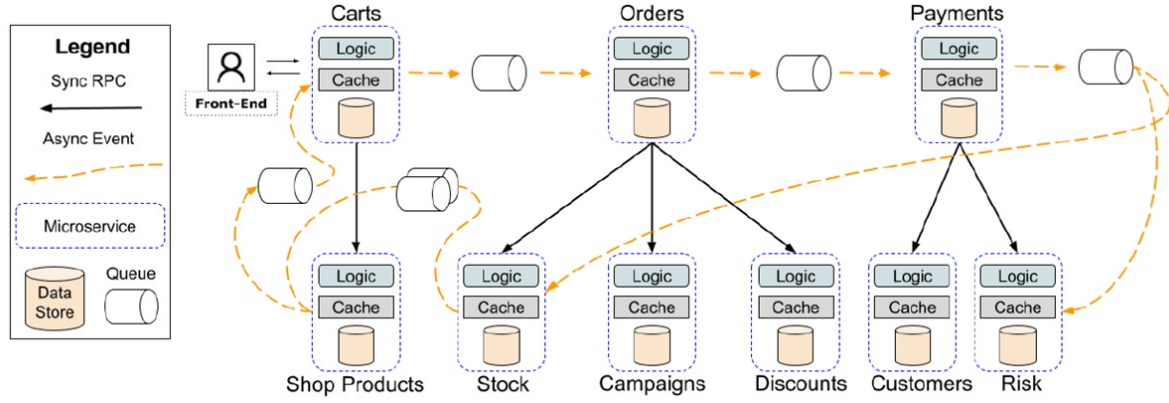 Legend
Sync RPC
Async Event
Microservice
Data
Store
Queue
Front-End
Carts
Logic
Cache
Orders
Logic
Cache
Payments
Logic
Cache
Logic
Cache
Shop Products
Logic
Cache
Stock
Logic
Cache
Campaigns
Logic
Cache
Discounts
Logic
Cache
Customers
Logic
Cache
Risk